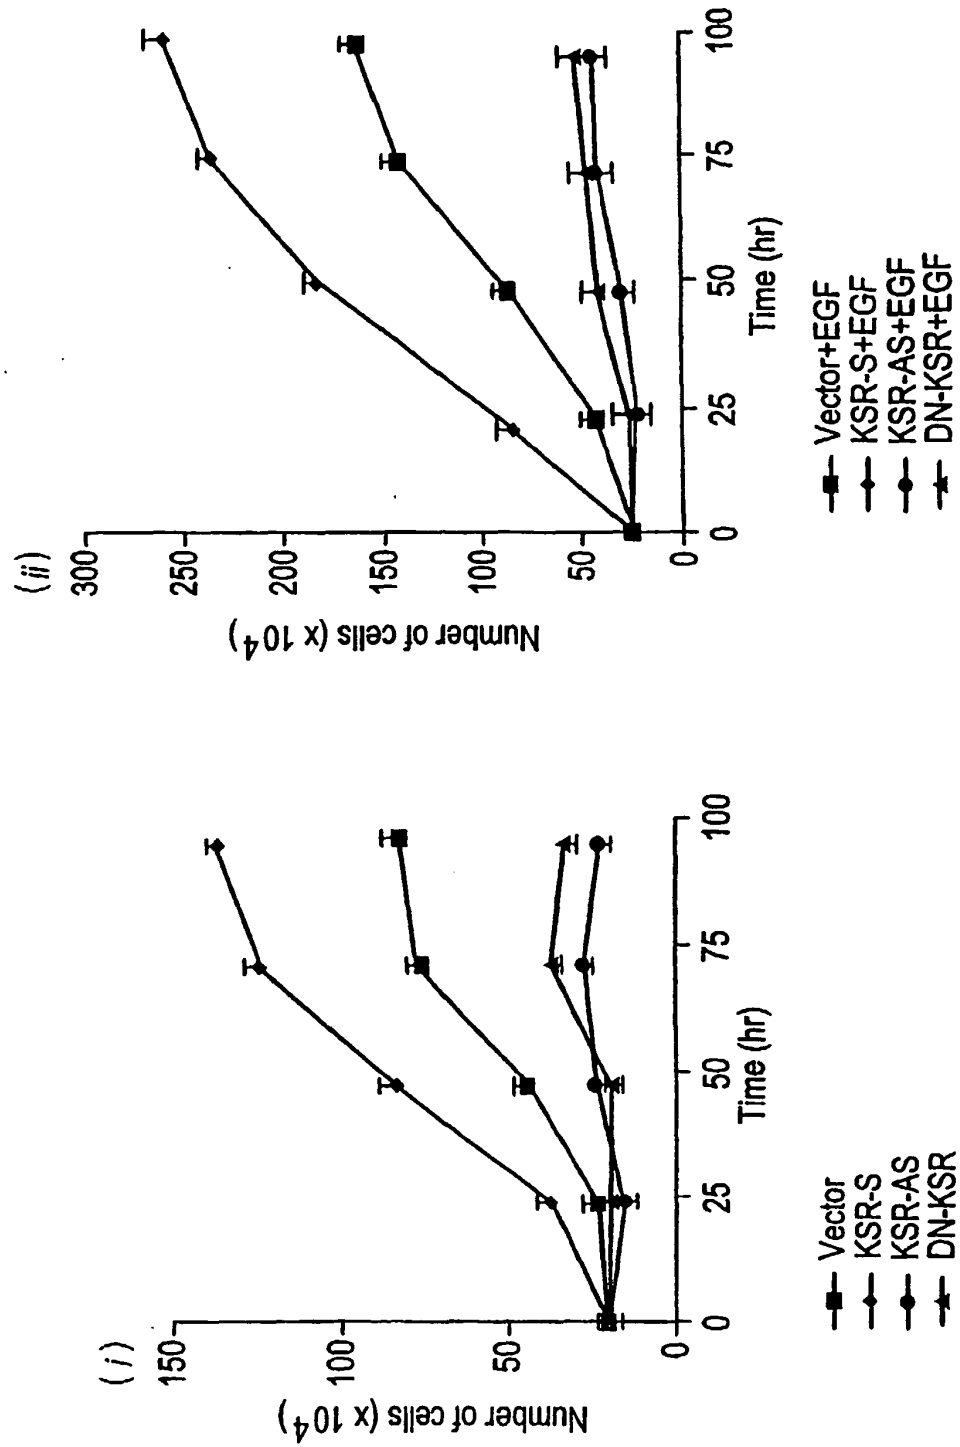 ( i )
Number of cells ( x 10⁴)
150
100
50
0
0
25
50
75
100
Time (hr)
Vector
KSR-S
KSR-AS
DN-KSR
( ii )
Number of cells ( x 10⁴)
300
250
200
150
100
50
0
0
25
50
75
100
Time (hr)
Vector+EGF
KSR-S+EGF
KSR-AS+EGF
DN-KSR+EGF